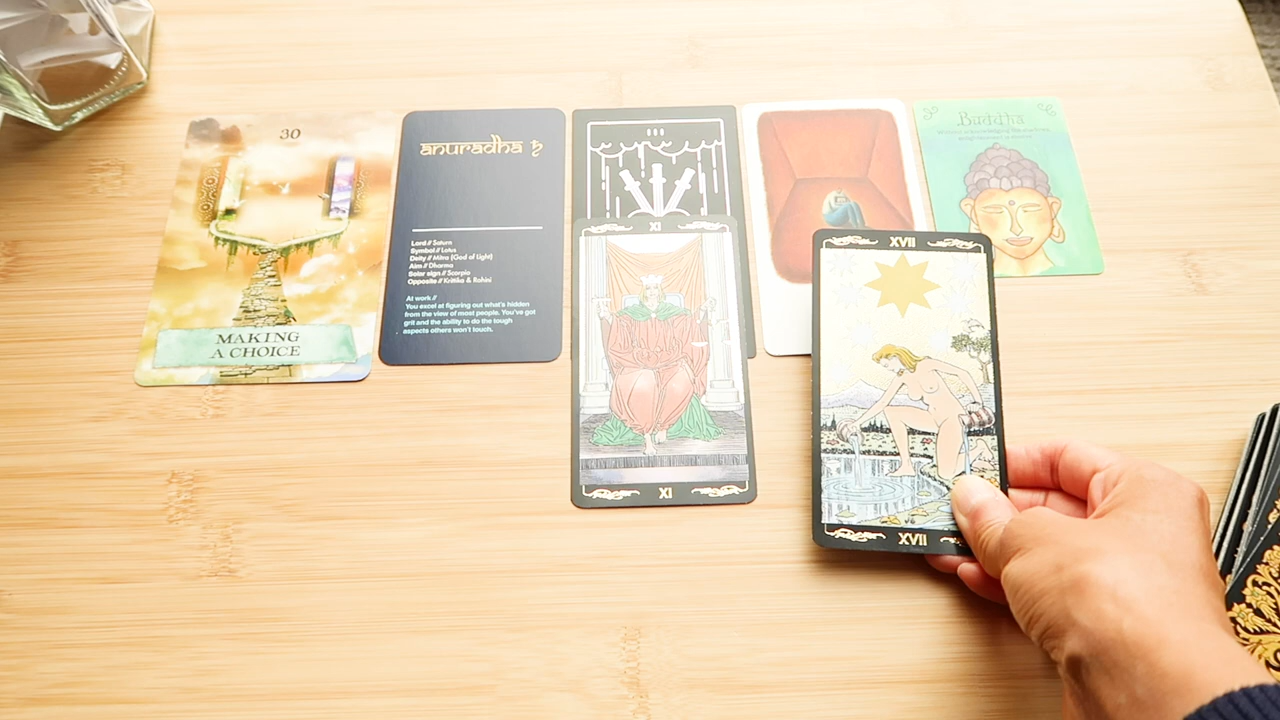 30
MAKING
A CHOICE
anuradha
Lord // Saturn
Symbol // Lotus
Deity // Mitra (God of Light)
Aim // Dharma
Solar sign // Scorpio
Opposite // Krittika & Rohini
At work //
You excel at figuring out what's hidden
from the view of most people. You've got
grit and the ability to do the tough
aspects others won't touch.
III
XI
XI
Buddha
XVII
XVII